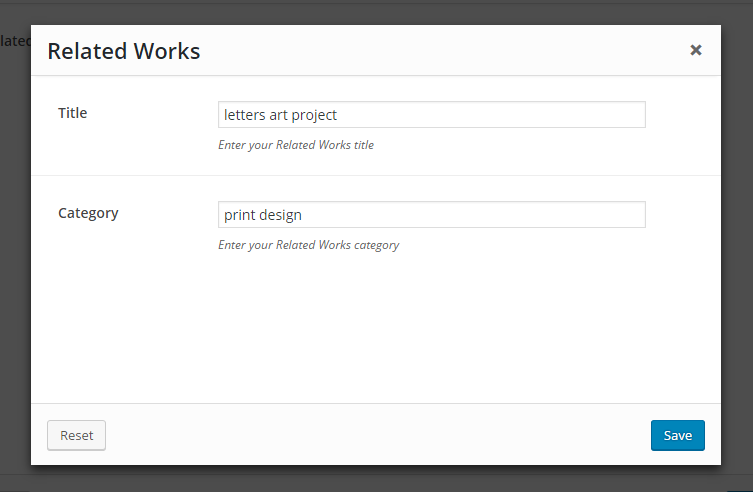 lated
Related Works
Title
letters art project
Enter your Related Works title
Category
print design
Enter your Related Works category
Reset
Save